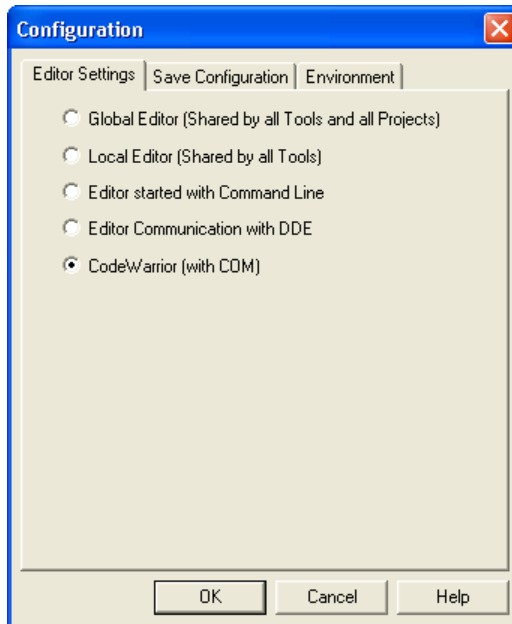 Configuration
Editor Settings Save Configuration Environment
Global Editor (Shared by all Tools and all Projects)
Local Editor (Shared by all Tools)
Editor started with Command Line
Editor Communication with DDE
CodeWarrior (with COM)
OK Cancel Help